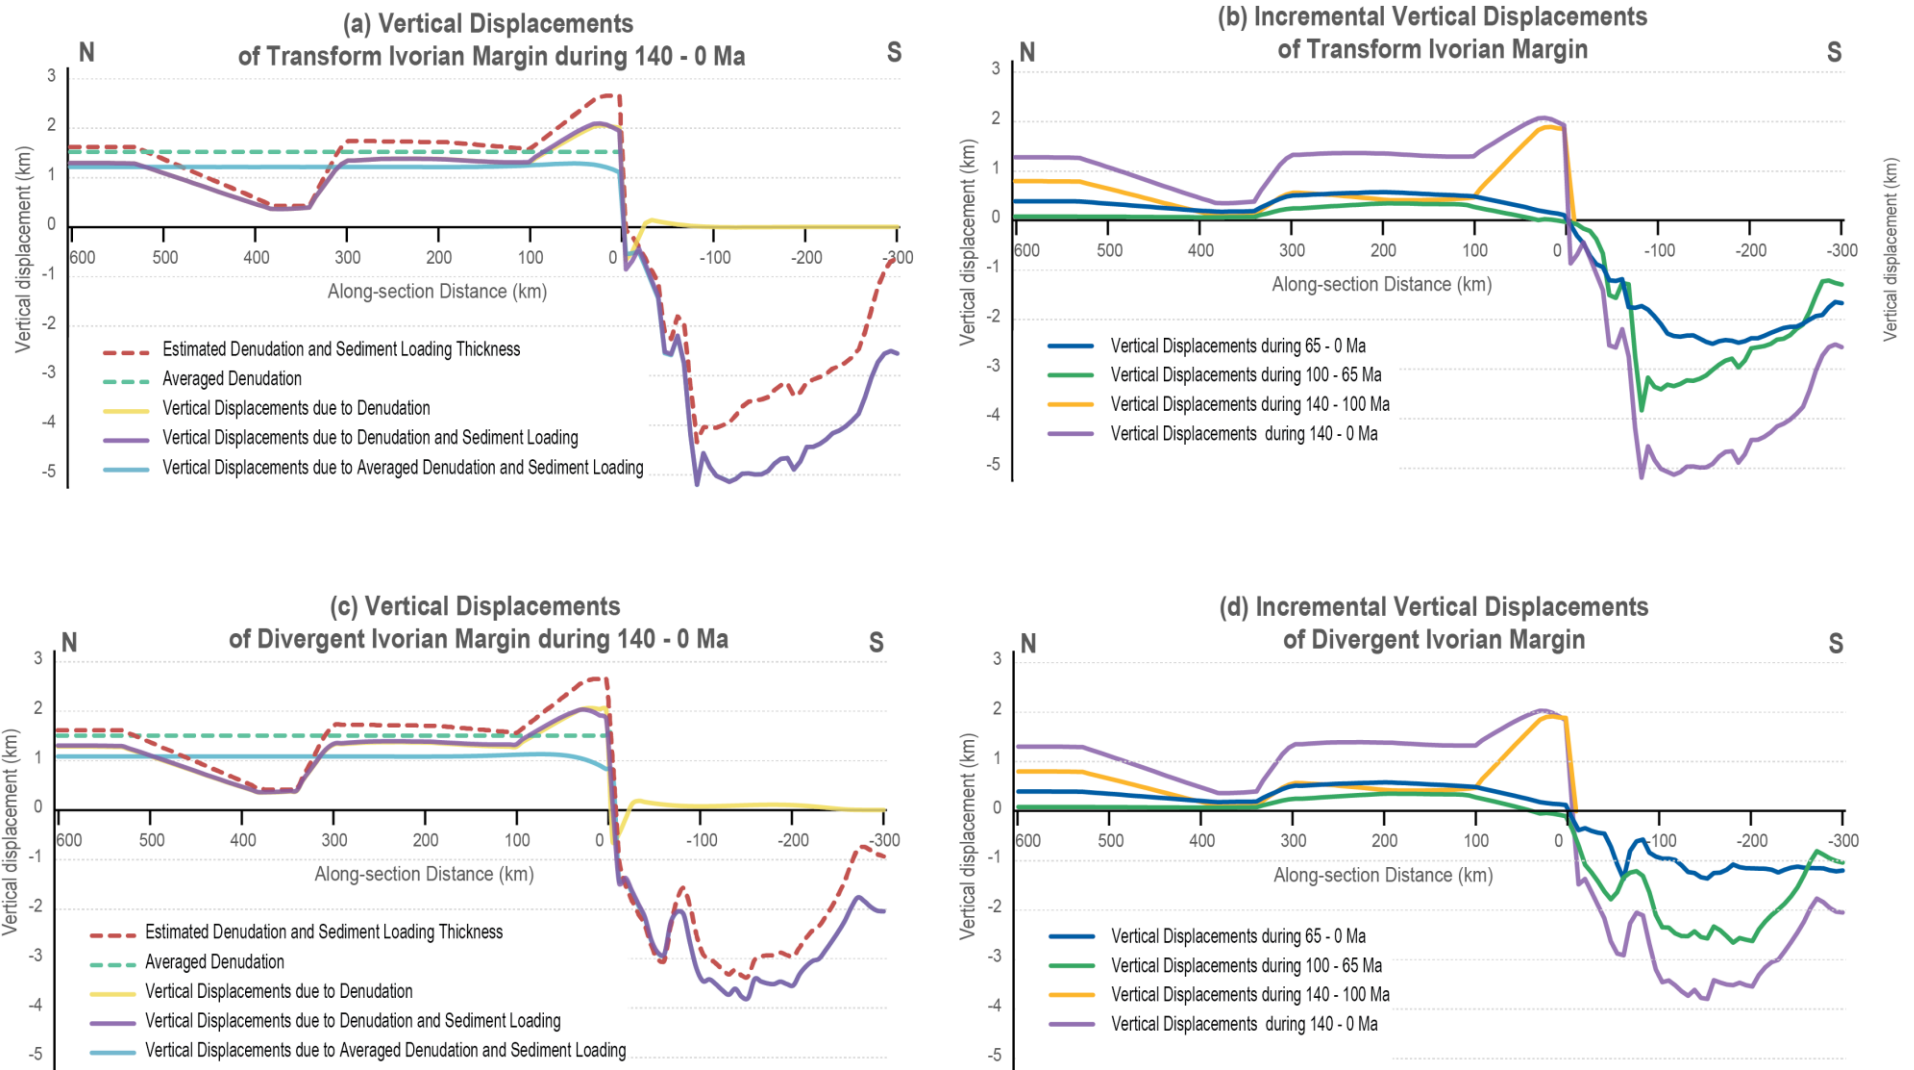 (a) Vertical Displacements
of Transform Ivorian Margin during 140 - 0 Ma
N
S
3
2
1
0
-1
-2
-3
-4
-5
Vertical displacement (km)
600 500 400 300 200 100 0 -100 -200 -300
Along-section Distance (km)
Estimated Denudation and Sediment Loading Thickness
Averaged Denudation
Vertical Displacements due to Denudation
Vertical Displacements due to Denudation and Sediment Loading
Vertical Displacements due to Averaged Denudation and Sediment Loading
(b) Incremental Vertical Displacements
of Transform Ivorian Margin
N
S
3
2
1
0
-1
-2
-3
-4
-5
Vertical displacement (km)
600 500 400 300 200 100 0 -100 -200 -300
Along-section Distance (km)
Vertical Displacements during 65 - 0 Ma
Vertical Displacements during 100 - 65 Ma
Vertical Displacements during 140 - 100 Ma
Vertical Displacements during 140 - 0 Ma
Vertical displacement (km)
(c) Vertical Displacements
of Divergent Ivorian Margin during 140 - 0 Ma
N
S
3
2
1
0
-1
-2
-3
-4
-5
Vertical displacement (km)
600 500 400 300 200 100 0 -100 -200 -300
Along-section Distance (km)
Estimated Denudation and Sediment Loading Thickness
Averaged Denudation
Vertical Displacements due to Denudation
Vertical Displacements due to Denudation and Sediment Loading
Vertical Displacements due to Averaged Denudation and Sediment Loading
(d) Incremental Vertical Displacements
of Divergent Ivorian Margin
N
S
3
2
1
0
-1
-2
-3
-4
-5
Vertical displacement (km)
600 500 400 300 200 100 0 -100 -200 -300
Along-section Distance (km)
Vertical Displacements during 65 - 0 Ma
Vertical Displacements during 100 - 65 Ma
Vertical Displacements during 140 - 100 Ma
Vertical Displacements during 140 - 0 Ma